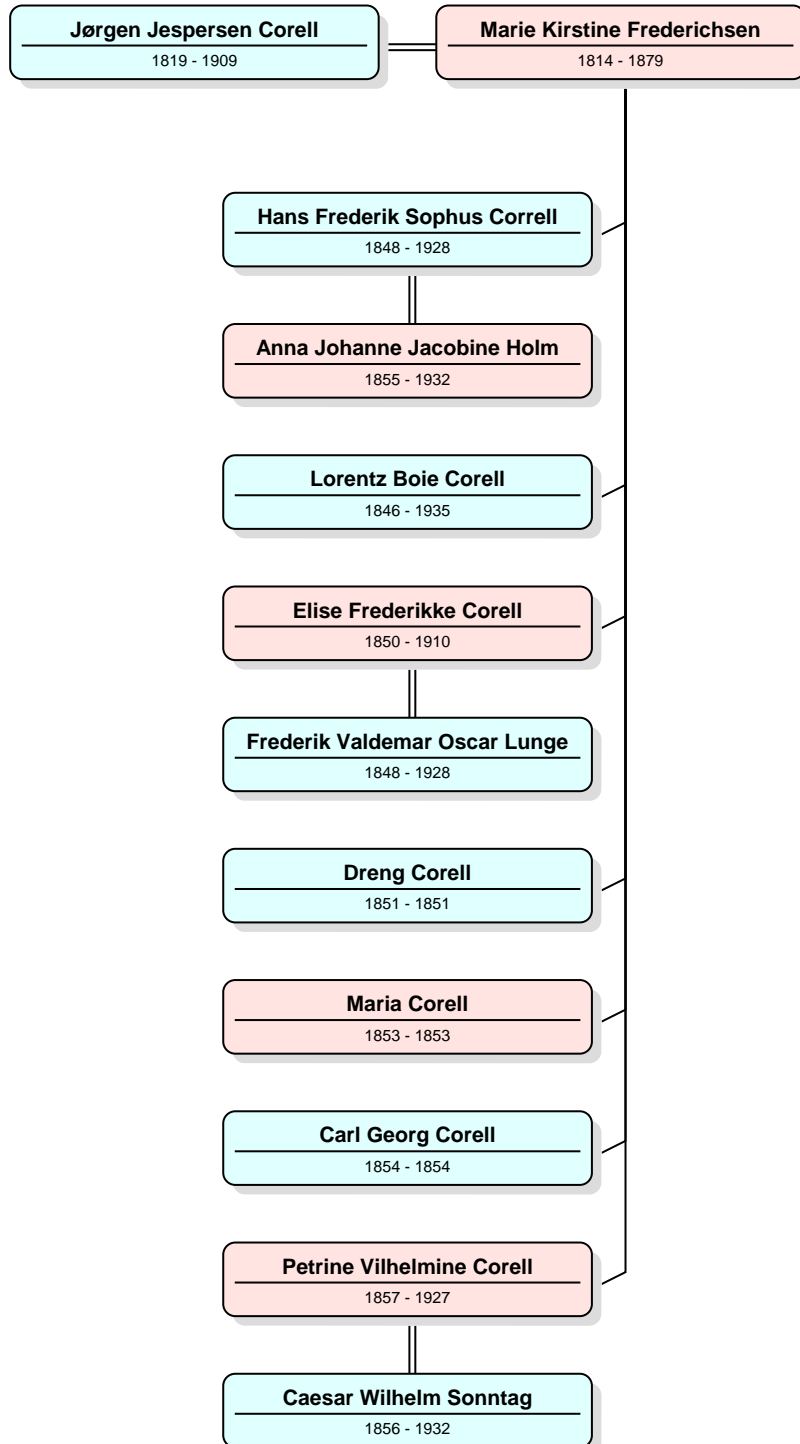 Jørgen Jespersen Corell
1819 - 1909
Marie Kirstine Frederichsen
1814 - 1879
Hans Frederik Sophus Correll
1848 - 1928
Anna Johanne Jacobine Holm
1855 - 1932
Lorentz Boie Corell
1846 - 1935
Elise Frederikke Corell
1850 - 1910
Frederik Valdemar Oscar Lunge
1848 - 1928
Dreng Corell
1851 - 1851
Maria Corell
1853 - 1853
Carl Georg Corell
1854 - 1854
Petrine Vilhelmine Corell
1857 - 1927
Caesar Wilhelm Sonntag
1856 - 1932